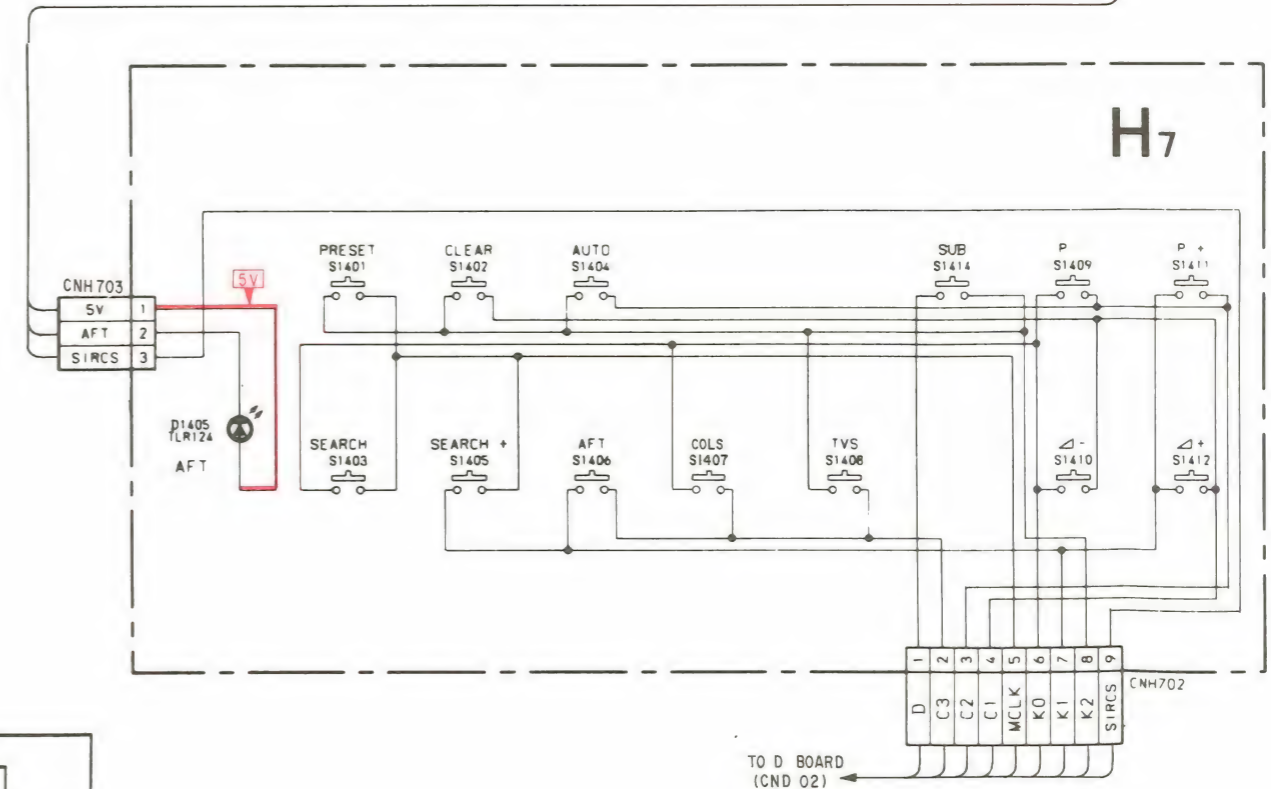 H7
PRESET
S1401
CLEAR
S1402
AUTO
S1404
SUB
S1414
P
S1409
P +
S1411
CNH703
5V
5V 1
AFT 2
SIRCS 3
D1405
TLR124
AFT
SEARCH
S1403
SEARCH +
S1405
AFT
S1406
COLS
S1407
TVS
S1408
⊿ -
S1410
⊿ +
S1412
1 2 3 4 5 6 7 8 9
D C3 C2 C1 MCLK K0 K1 K2 SIRCS
CNH702
TO D BOARD
(CND 02)